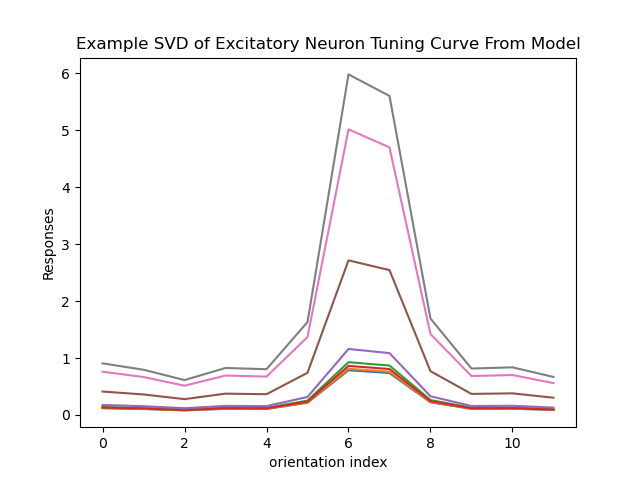 Example SVD of Excitatory Neuron Tuning Curve From Model
6
5
4
3
2
1
0
Responses
0 2 4 6 8 10
orientation index